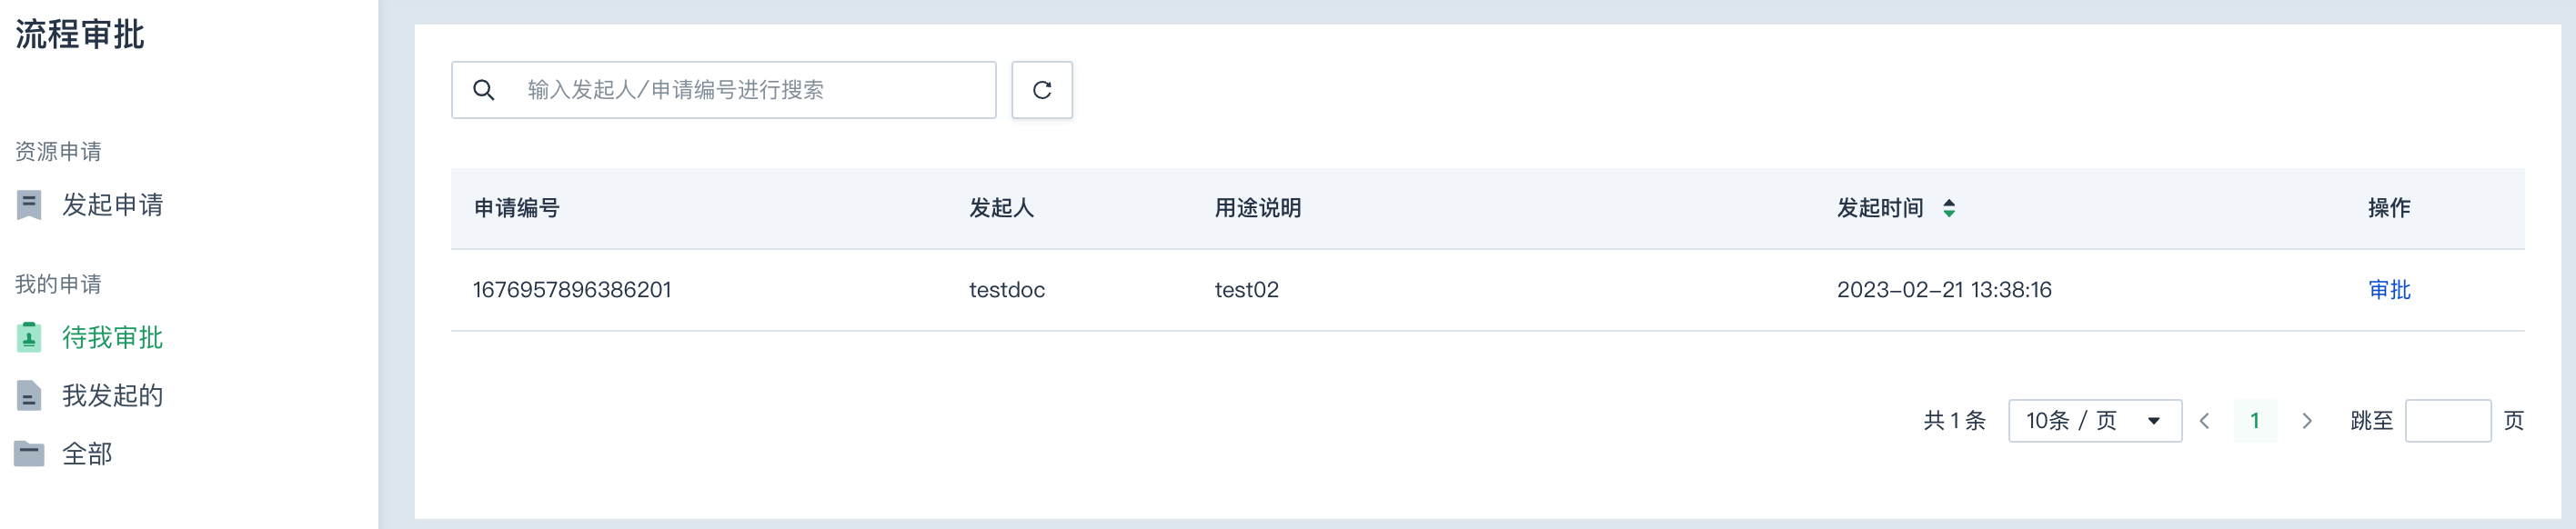 流程审批
资源申请
发起申请
我的申请
待我审批
我发起的
全部
输入发起人/申请编号进行搜索
申请编号 发起人 用途说明 发起时间 操作
1676957896386201 testdoc test02 2023-02-21 13:38:16 审批
共 1 条 10条 / 页 1 跳至 页